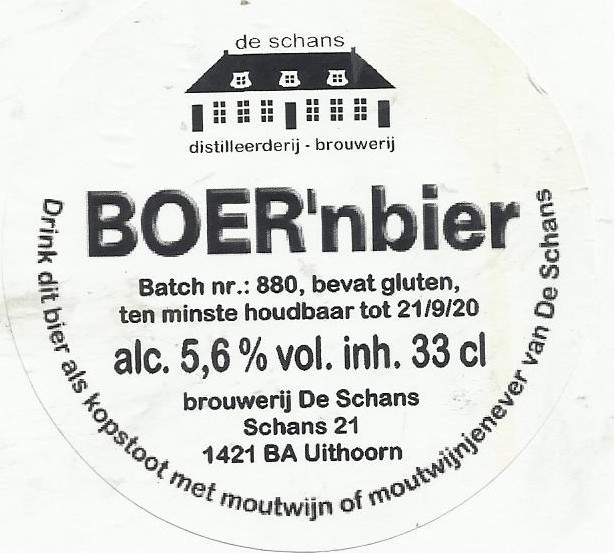 de schans
distilleerderij - brouwerij
BOER'nbier
Batch nr.: 880, bevat gluten,
ten minste houdbaar tot 21/9/20
alc. 5,6 % vol. inh. 33 cl
brouwerij De Schans
Schans 21
1421 BA Uithoorn
Drink dit bier als kopstoot met moutwijn of moutwijnjenever van De Schans